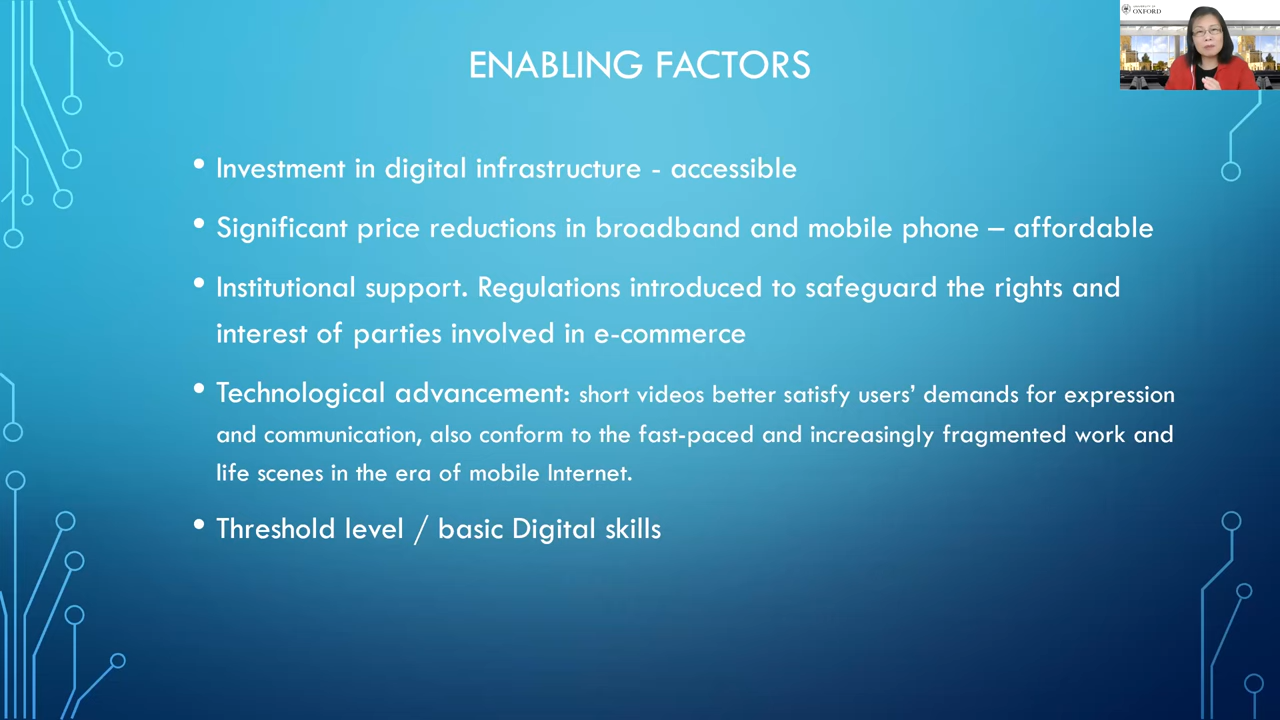 ENABLING FACTORS
UNIVERSITY OF
OXFORD
• Investment in digital infrastructure - accessible
• Significant price reductions in broadband and mobile phone – affordable
• Institutional support. Regulations introduced to safeguard the rights and
interest of parties involved in e-commerce
• Technological advancement: short videos better satisfy users’ demands for expression
and communication, also conform to the fast-paced and increasingly fragmented work and
life scenes in the era of mobile Internet.
• Threshold level / basic Digital skills